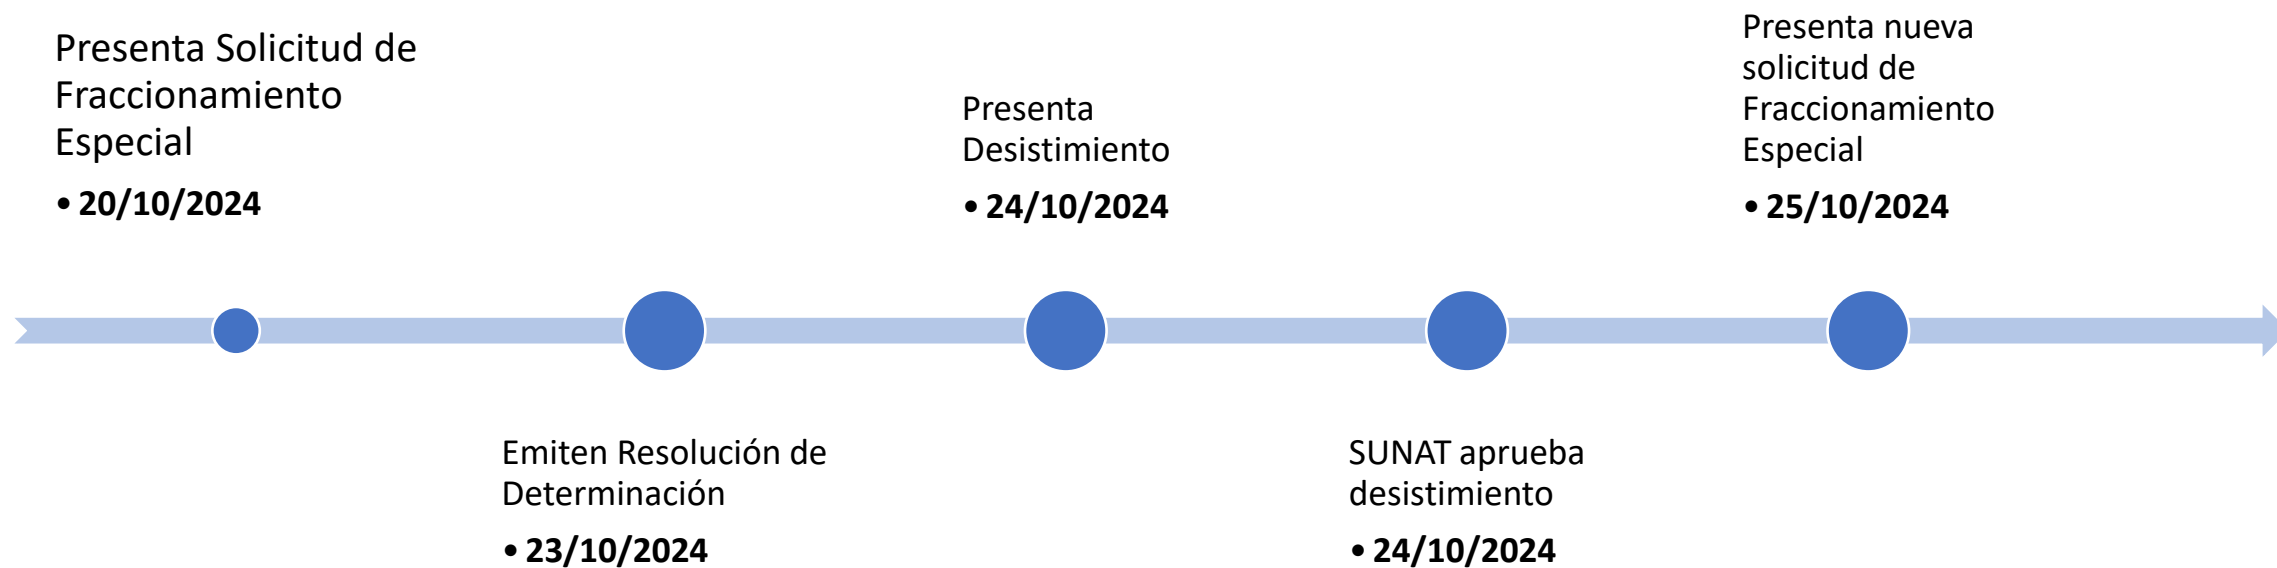 Presenta Solicitud de
Fraccionamiento
Especial
• 20/10/2024
Emiten Resolución de
Determinación
• 23/10/2024
Presenta
Desistimiento
• 24/10/2024
SUNAT aprueba
desistimiento
• 24/10/2024
Presenta nueva
solicitud de
Fraccionamiento
Especial
• 25/10/2024